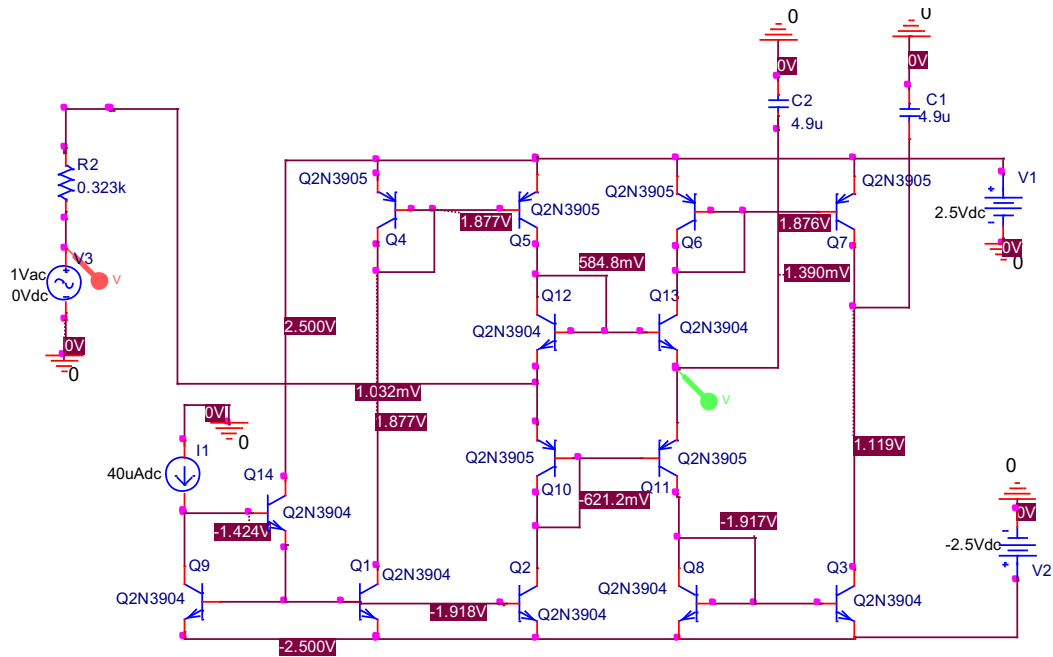 0
0
0V
0V
C2
C1
4.9u
4.9u
R2
0.323k
Q2N3905
Q2N3905
Q2N3905
Q2N3905
V1
2.5Vdc
1.877V
1.876V
Q4
Q5
Q6
Q7
V3
V
0V
0
1Vac
0Vdc
584.8mV
1.390mV
Q12
Q13
Q2N3904
Q2N3904
2.500V
0V
0
1.032mV
V
0V
1.877V
0
1.119V
I1
40uAdc
Q14
Q2N3905
Q2N3905
Q10
Q11
0
Q2N3904
-621.2mV
0V
-1.424V
-1.917V
-2.5Vdc
V2
Q9
Q1
Q2
Q8
Q3
Q2N3904
Q2N3904
Q2N3904
Q2N3904
Q2N3904
-1.918V
-2.500V